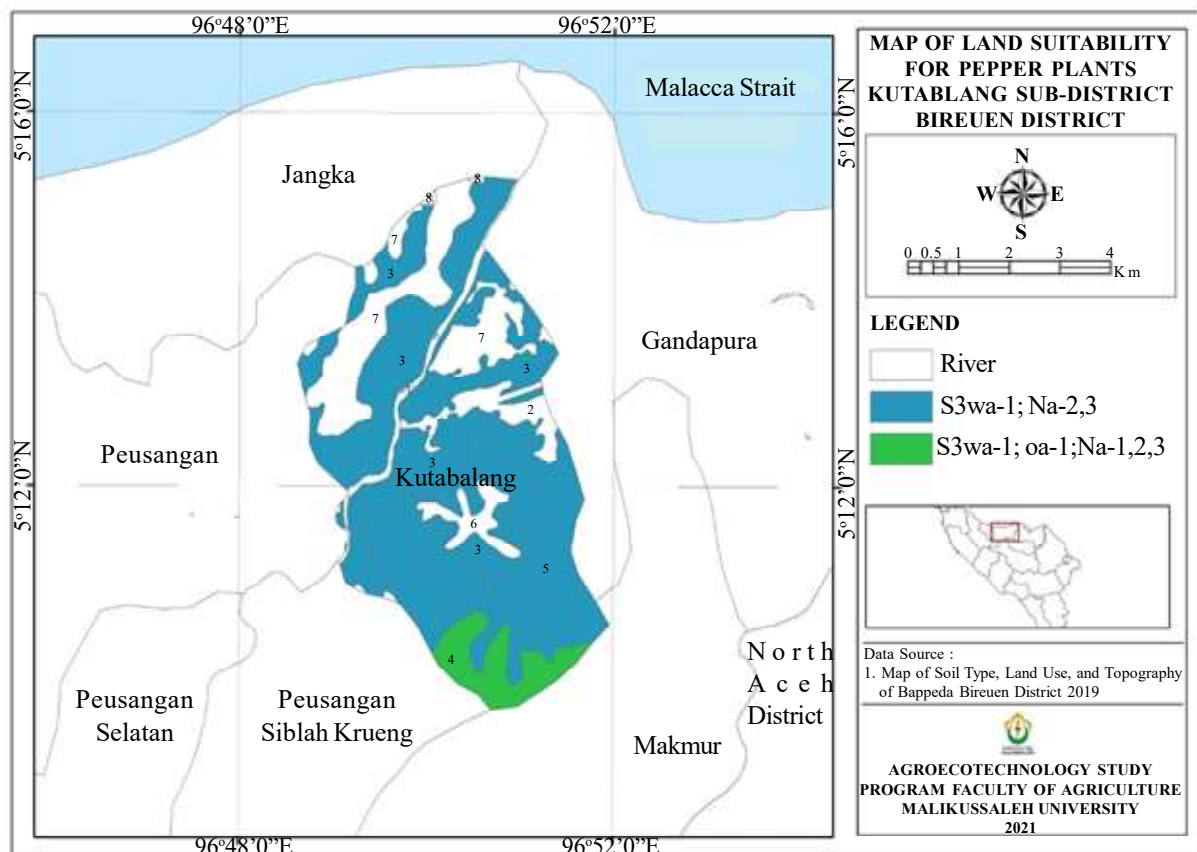 96°48'0"E
96°52'0"E
5°16'0"N
5°16'0"N
Malacca Strait
Jangka
8
8
7
3
7
7
Gandapura
3
3
2
Peusangan
3
Kutabalang
5°12'0"N
5°12'0"N
6
3
5
4
North
Aceh
District
Peusangan
Selatan
Peusangan
Siblah Krueng
Makmur
96°48'0"E
96°52'0"E
MAP OF LAND SUITABILITY
FOR PEPPER PLANTS
KUTABLANG SUB-DISTRICT
BIREUEN DISTRICT
N
W E
S
0 0.5 1 2 3 4
Km
LEGEND
River
S3wa-1; Na-2,3
S3wa-1; oa-1;Na-1,2,3
Data Source :
1. Map of Soil Type, Land Use, and Topography
of Bappeda Bireuen District 2019
AGROECOTECHNOLOGY STUDY
PROGRAM FACULTY OF AGRICULTURE
MALIKUSSALEH UNIVERSITY
2021